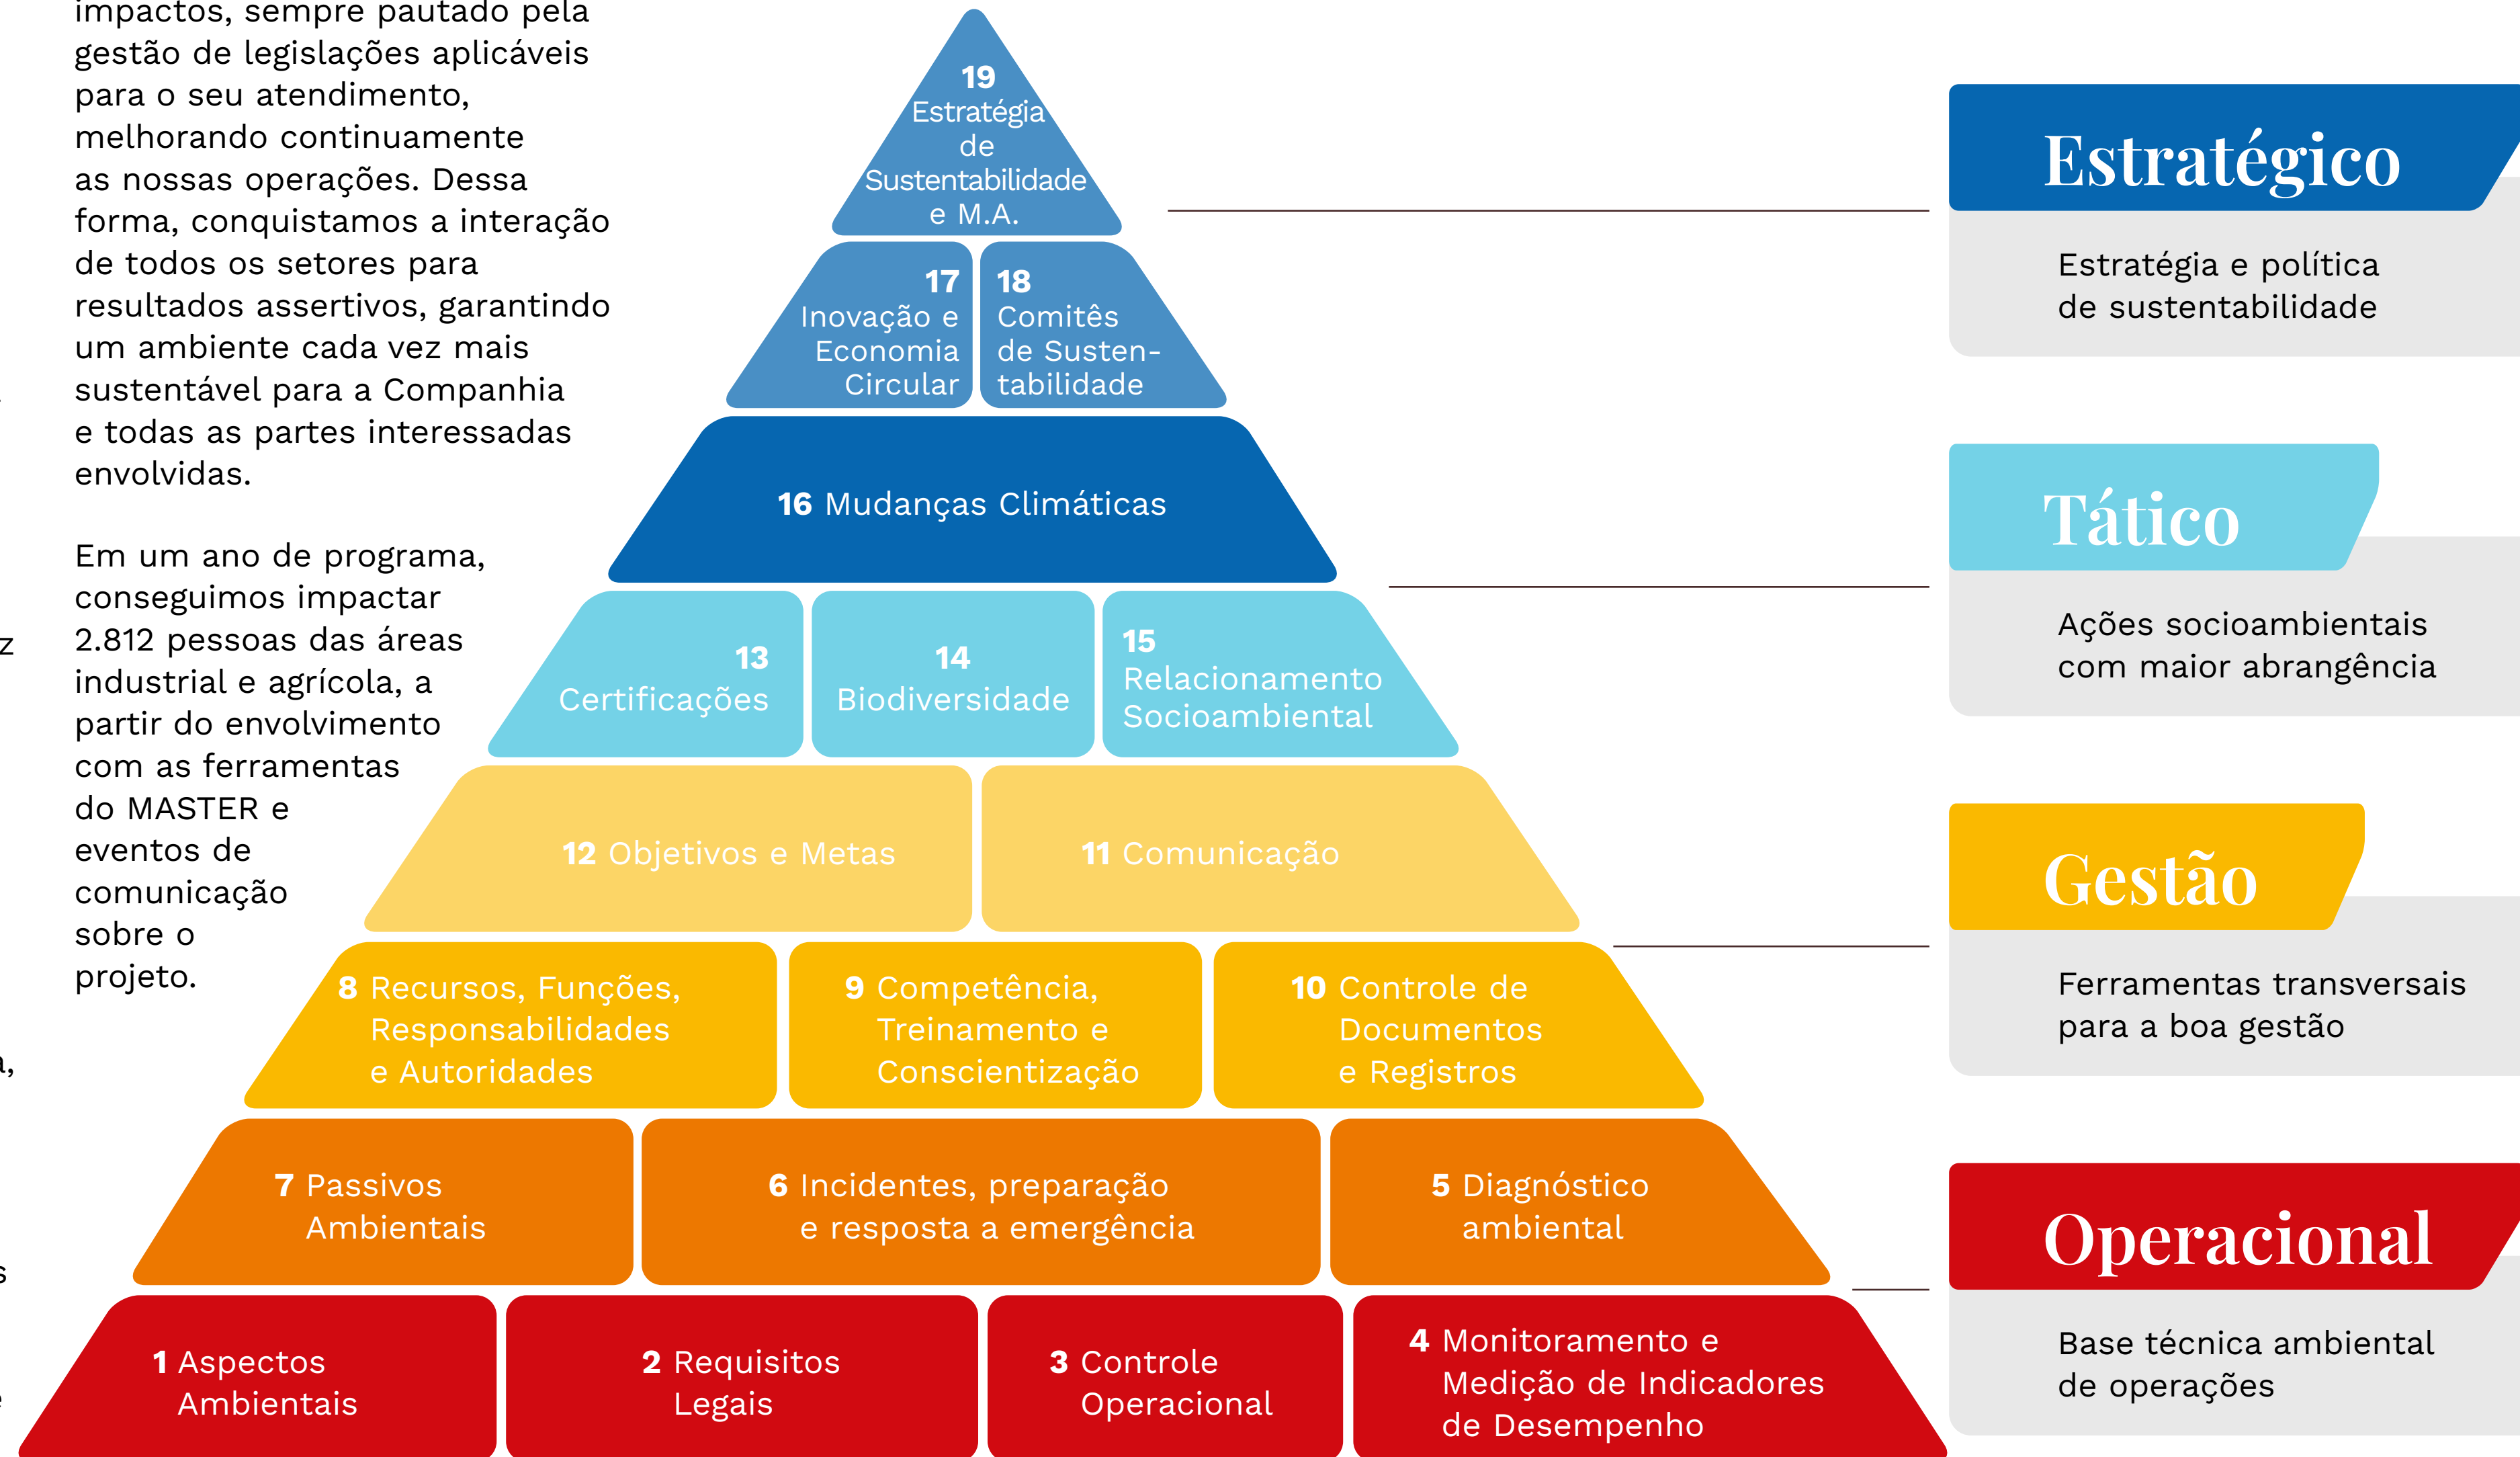 impactos, sempre pautado pela
gestão de legislações aplicáveis
para o seu atendimento,
melhorando continuamente
as nossas operações. Dessa
forma, conquistamos a interação
de todos os setores para
resultados assertivos, garantindo
um ambiente cada vez mais
sustentável para a Companhia
e todas as partes interessadas
envolvidas.
Em um ano de programa,
conseguimos impactar
2.812 pessoas das áreas
industrial e agrícola, a
partir do envolvimento
com as ferramentas
do MASTER e
eventos de
comunicação
sobre o
projeto.
19
Estratégia
de
Sustentabilidade
e M.A.
17
Inovação e
Economia
Circular
18
Comitês
de Susten-
tabilidade
16 Mudanças Climáticas
13
Certificações
14
Biodiversidade
15
Relacionamento
Socioambiental
12 Objetivos e Metas
11 Comunicação
8 Recursos, Funções,
Responsabilidades
e Autoridades
9 Competência,
Treinamento e
Conscientização
10 Controle de
Documentos
e Registros
7 Passivos
Ambientais
6 Incidentes, preparação
e resposta a emergência
5 Diagnóstico
ambiental
1 Aspectos
Ambientais
2 Requisitos
Legais
3 Controle
Operacional
4 Monitoramento e
Medição de Indicadores
de Desempenho
Estratégico
Estratégia e política
de sustentabilidade
Tático
Ações socioambientais
com maior abrangência
Gestão
Ferramentas transversais
para a boa gestão
Operacional
Base técnica ambiental
de operações